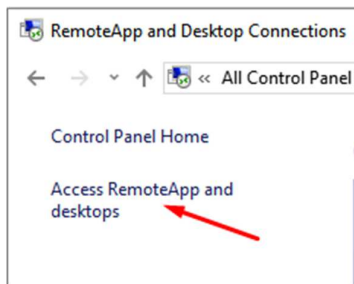 RemoteApp and Desktop Connections
« All Control Panel
Control Panel Home
Access RemoteApp and
desktops